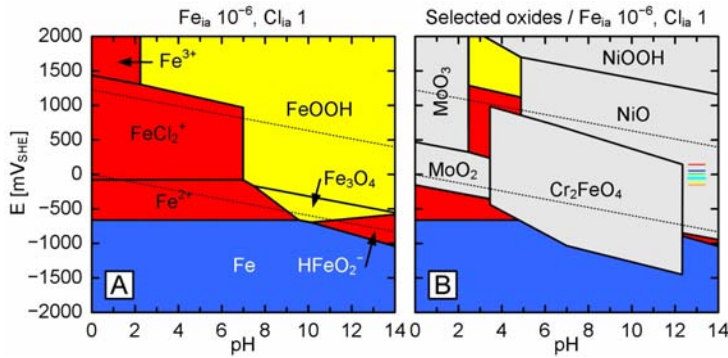 Fe_ia 10⁻⁶, Cl_ia 1
Selected oxides / Fe_ia 10⁻⁶, Cl_ia 1
E [mV_SHE]
2000
1500
1000
500
0
−500
−1000
−1500
−2000
Fe³⁺
FeCl₂⁺
FeOOH
Fe₃O₄
Fe²⁺
Fe
HFeO₂⁻
A
0 2 4 6 8 10 12 14
pH
MoO₃
NiOOH
NiO
MoO₂
Cr₂FeO₄
B
0 2 4 6 8 10 12 14
pH